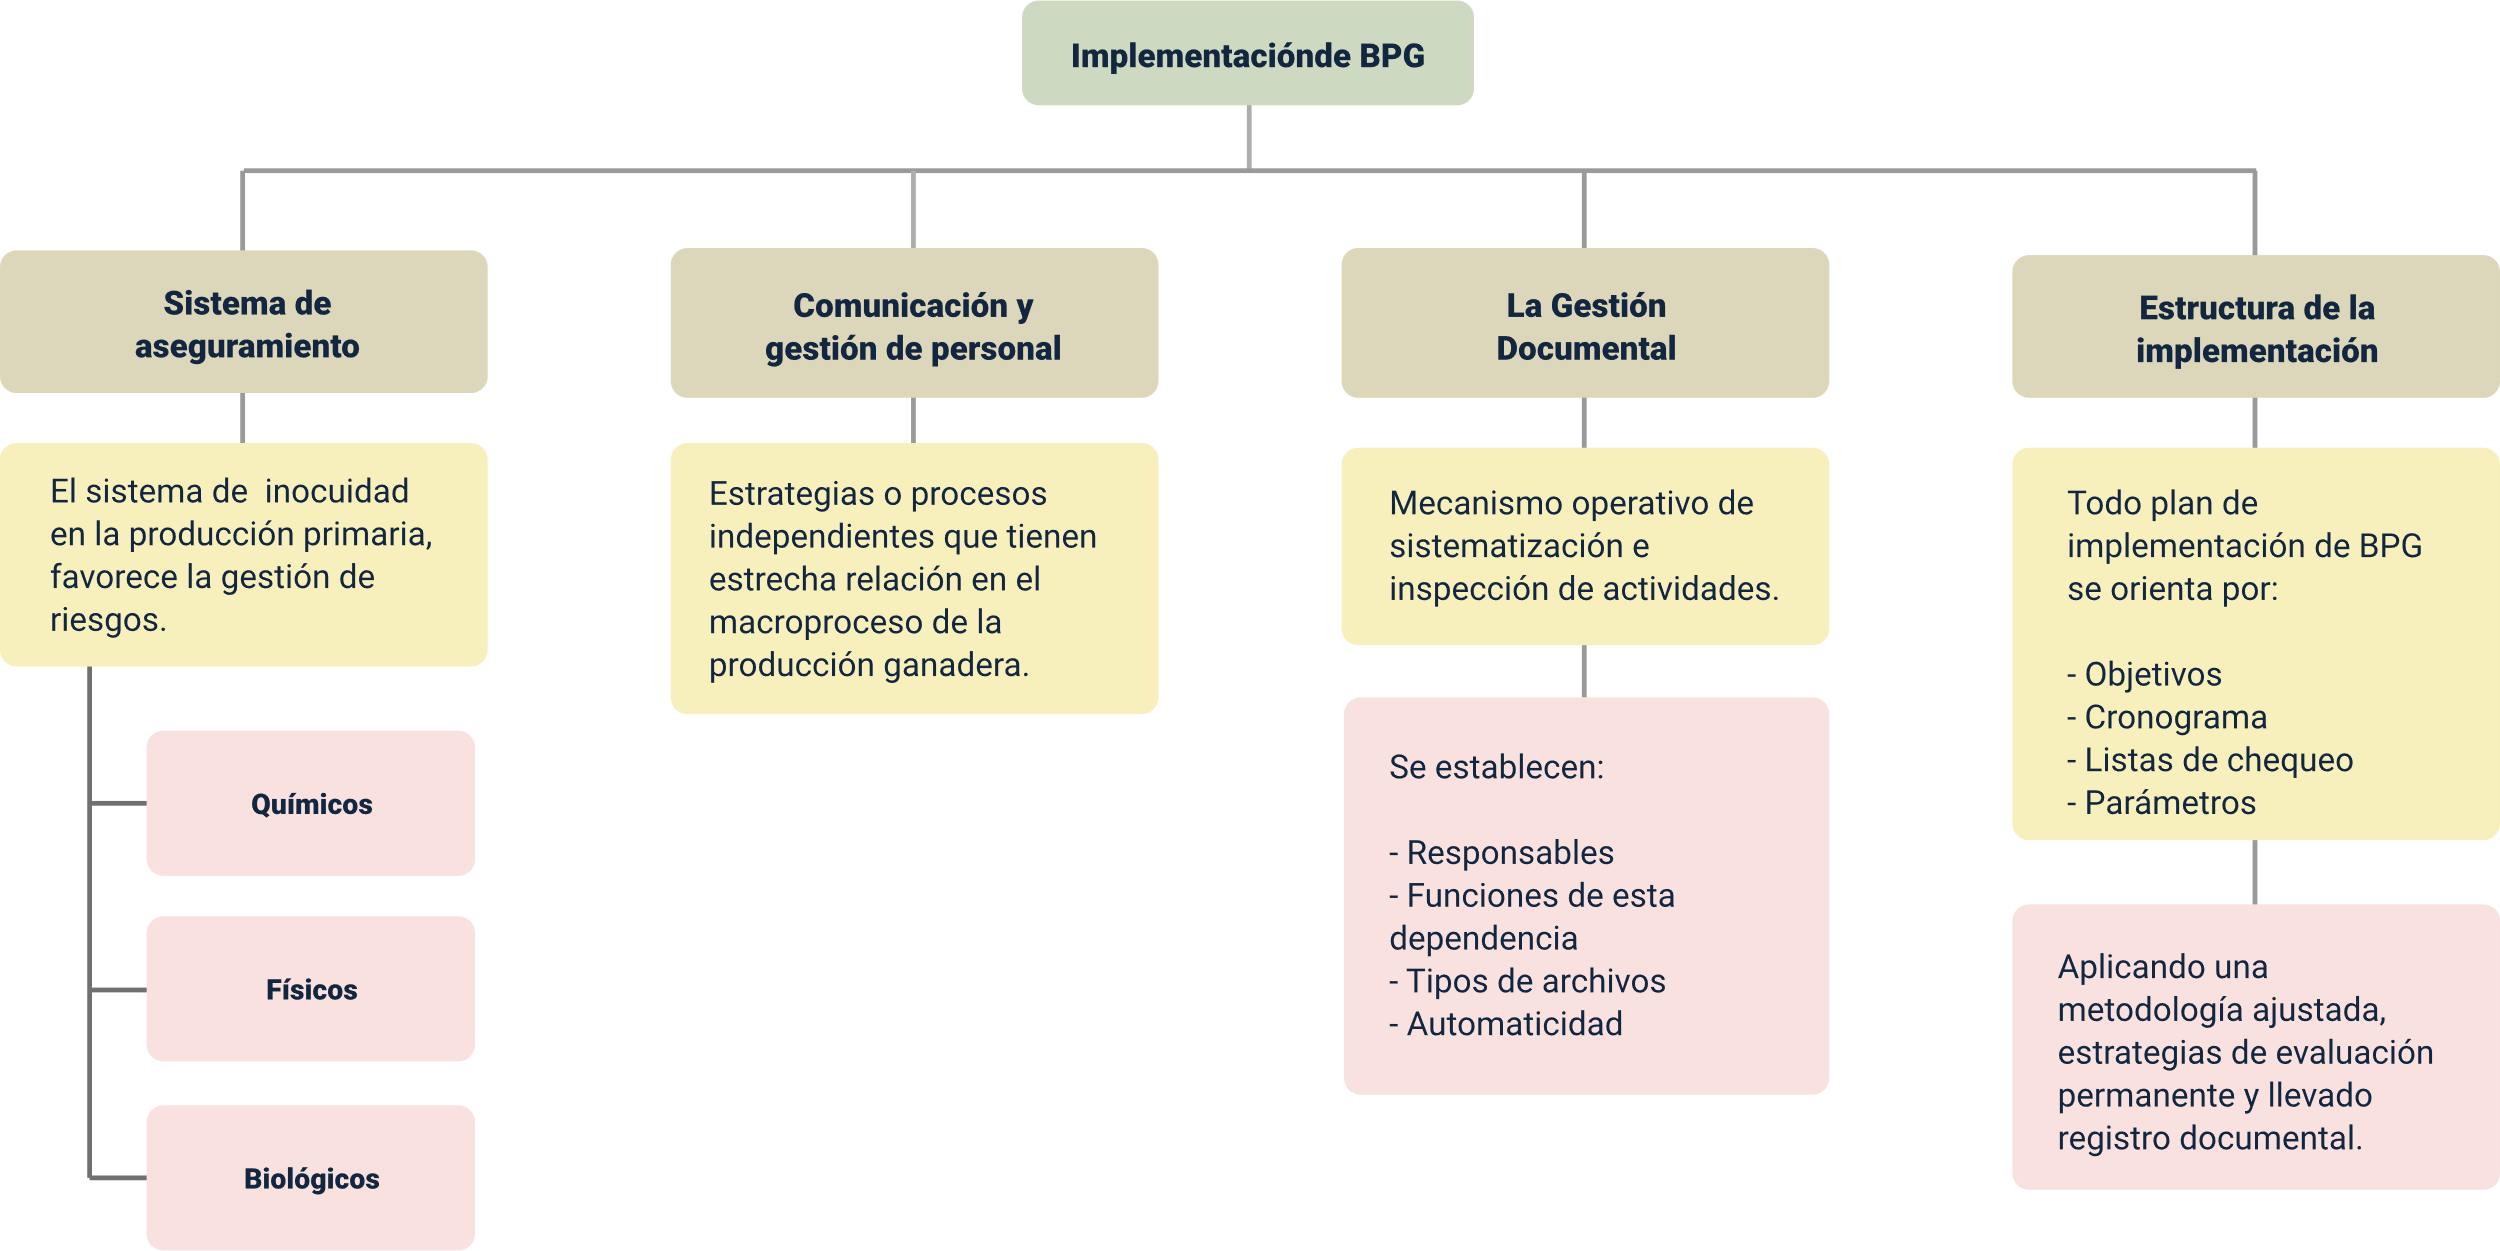 Implementaciónde BPG
Sistema de
aseguramiento
El sistema de  inocuidad
en la producción primaria,
favorece la gestión de
riesgos.
Químicos
Físicos
Biológicos
Comunicación y
gestión de personal
Estrategias o procesos
independientes que tienen
estrecha relación en el
macroproceso de la
producción ganadera.
La Gestión
Documental
Mecanismo operativo de
sistematización e
inspección de actividades.
Se establecen:
- Responsables
- Funciones de esta
dependencia
- Tipos de archivos
- Automaticidad
Estructura de la
implementación
Todo plan de
implementación de BPG
se orienta por:
- Objetivos
- Cronograma
- Listas de chequeo
- Parámetros
Aplicando una
metodología ajustada,
estrategias de evaluación
permanente y llevado
registro documental.